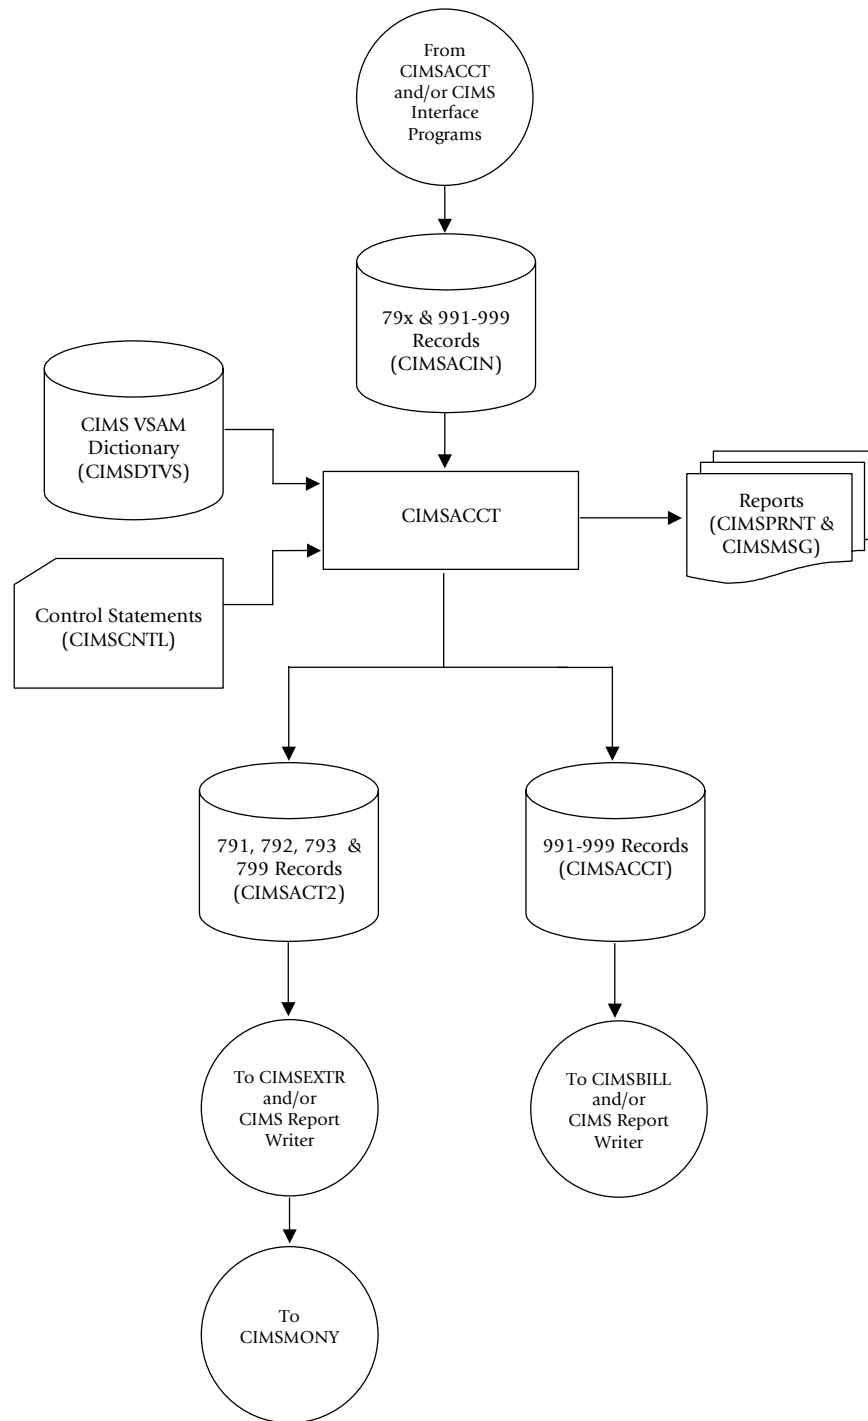 From
CIMSACCT
and/or CIMS
Interface
Programs
79x & 991-999
Records
(CIMSACIN)
CIMS VSAM
Dictionary
(CIMSDTVS)
CIMSACCT
Reports
(CIMSPRNT &
CIMSMSG)
Control Statements
(CIMSCNTL)
791, 792, 793 &
799 Records
(CIMSACT2)
991-999 Records
(CIMSACCT)
To CIMSEXTR
and/or
CIMS Report
Writer
To CIMSBILL
and/or
CIMS Report
Writer
To
CIMSMONY